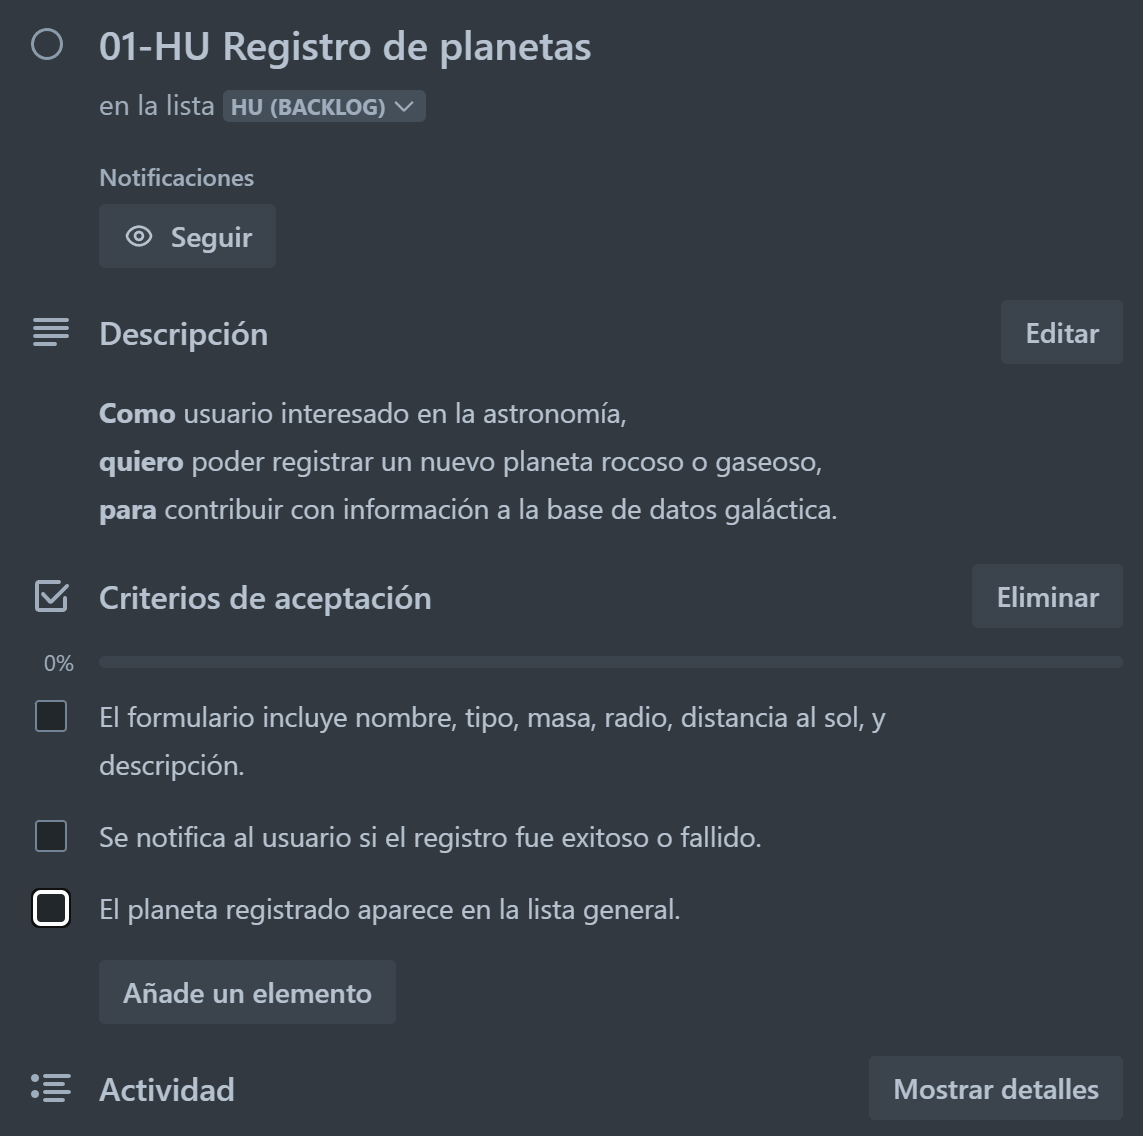 01-HU Registro de planetas
en la lista HU (BACKLOG)
Notificaciones
Seguir
Descripción
Editar
Como usuario interesado en la astronomía,
quiero poder registrar un nuevo planeta rocoso o gaseoso,
para contribuir con información a la base de datos galáctica.
Criterios de aceptación
Eliminar
0%
El formulario incluye nombre, tipo, masa, radio, distancia al sol, y
descripción.
Se notifica al usuario si el registro fue exitoso o fallido.
El planeta registrado aparece en la lista general.
Añade un elemento
Actividad
Mostrar detalles